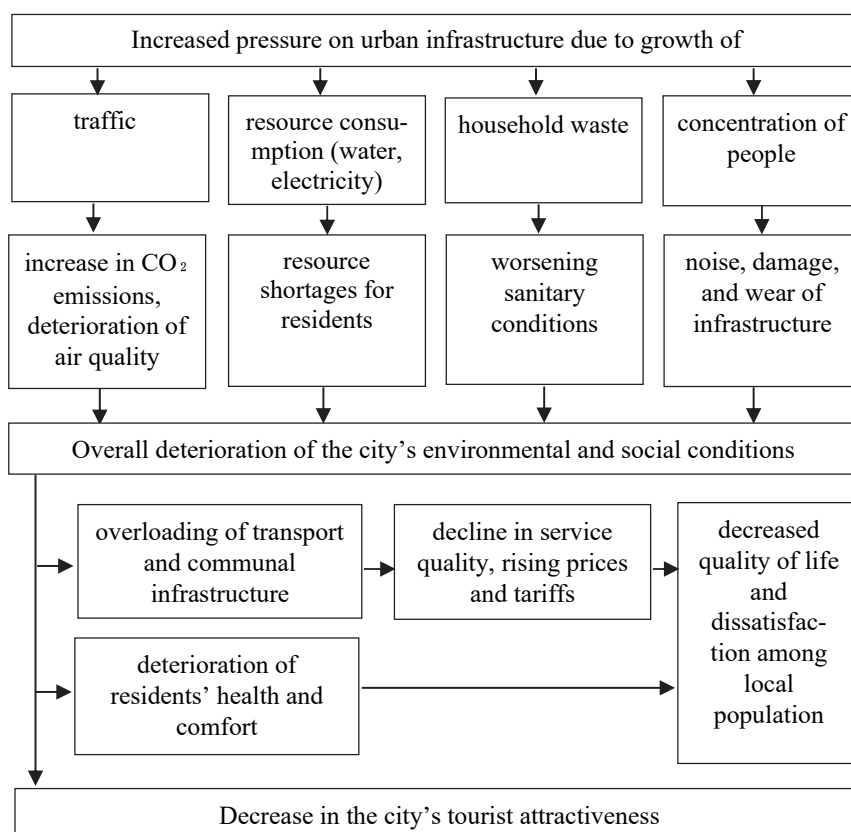 Increased pressure on urban infrastructure due to growth of
traffic
resource consu-
mption (water,
electricity)
household waste
concentration of
people
increase in CO₂
emissions,
deterioration of
air quality
resource
shortages for
residents
worsening
sanitary
conditions
noise, damage,
and wear of
infrastructure
Overall deterioration of the city’s environmental and social conditions
overloading of transport
and communal
infrastructure
decline in service
quality, rising prices
and tariffs
decreased
quality of life
and
dissatisfac-
tion among
local
population
deterioration of
residents’ health and
comfort
Decrease in the city’s tourist attractiveness